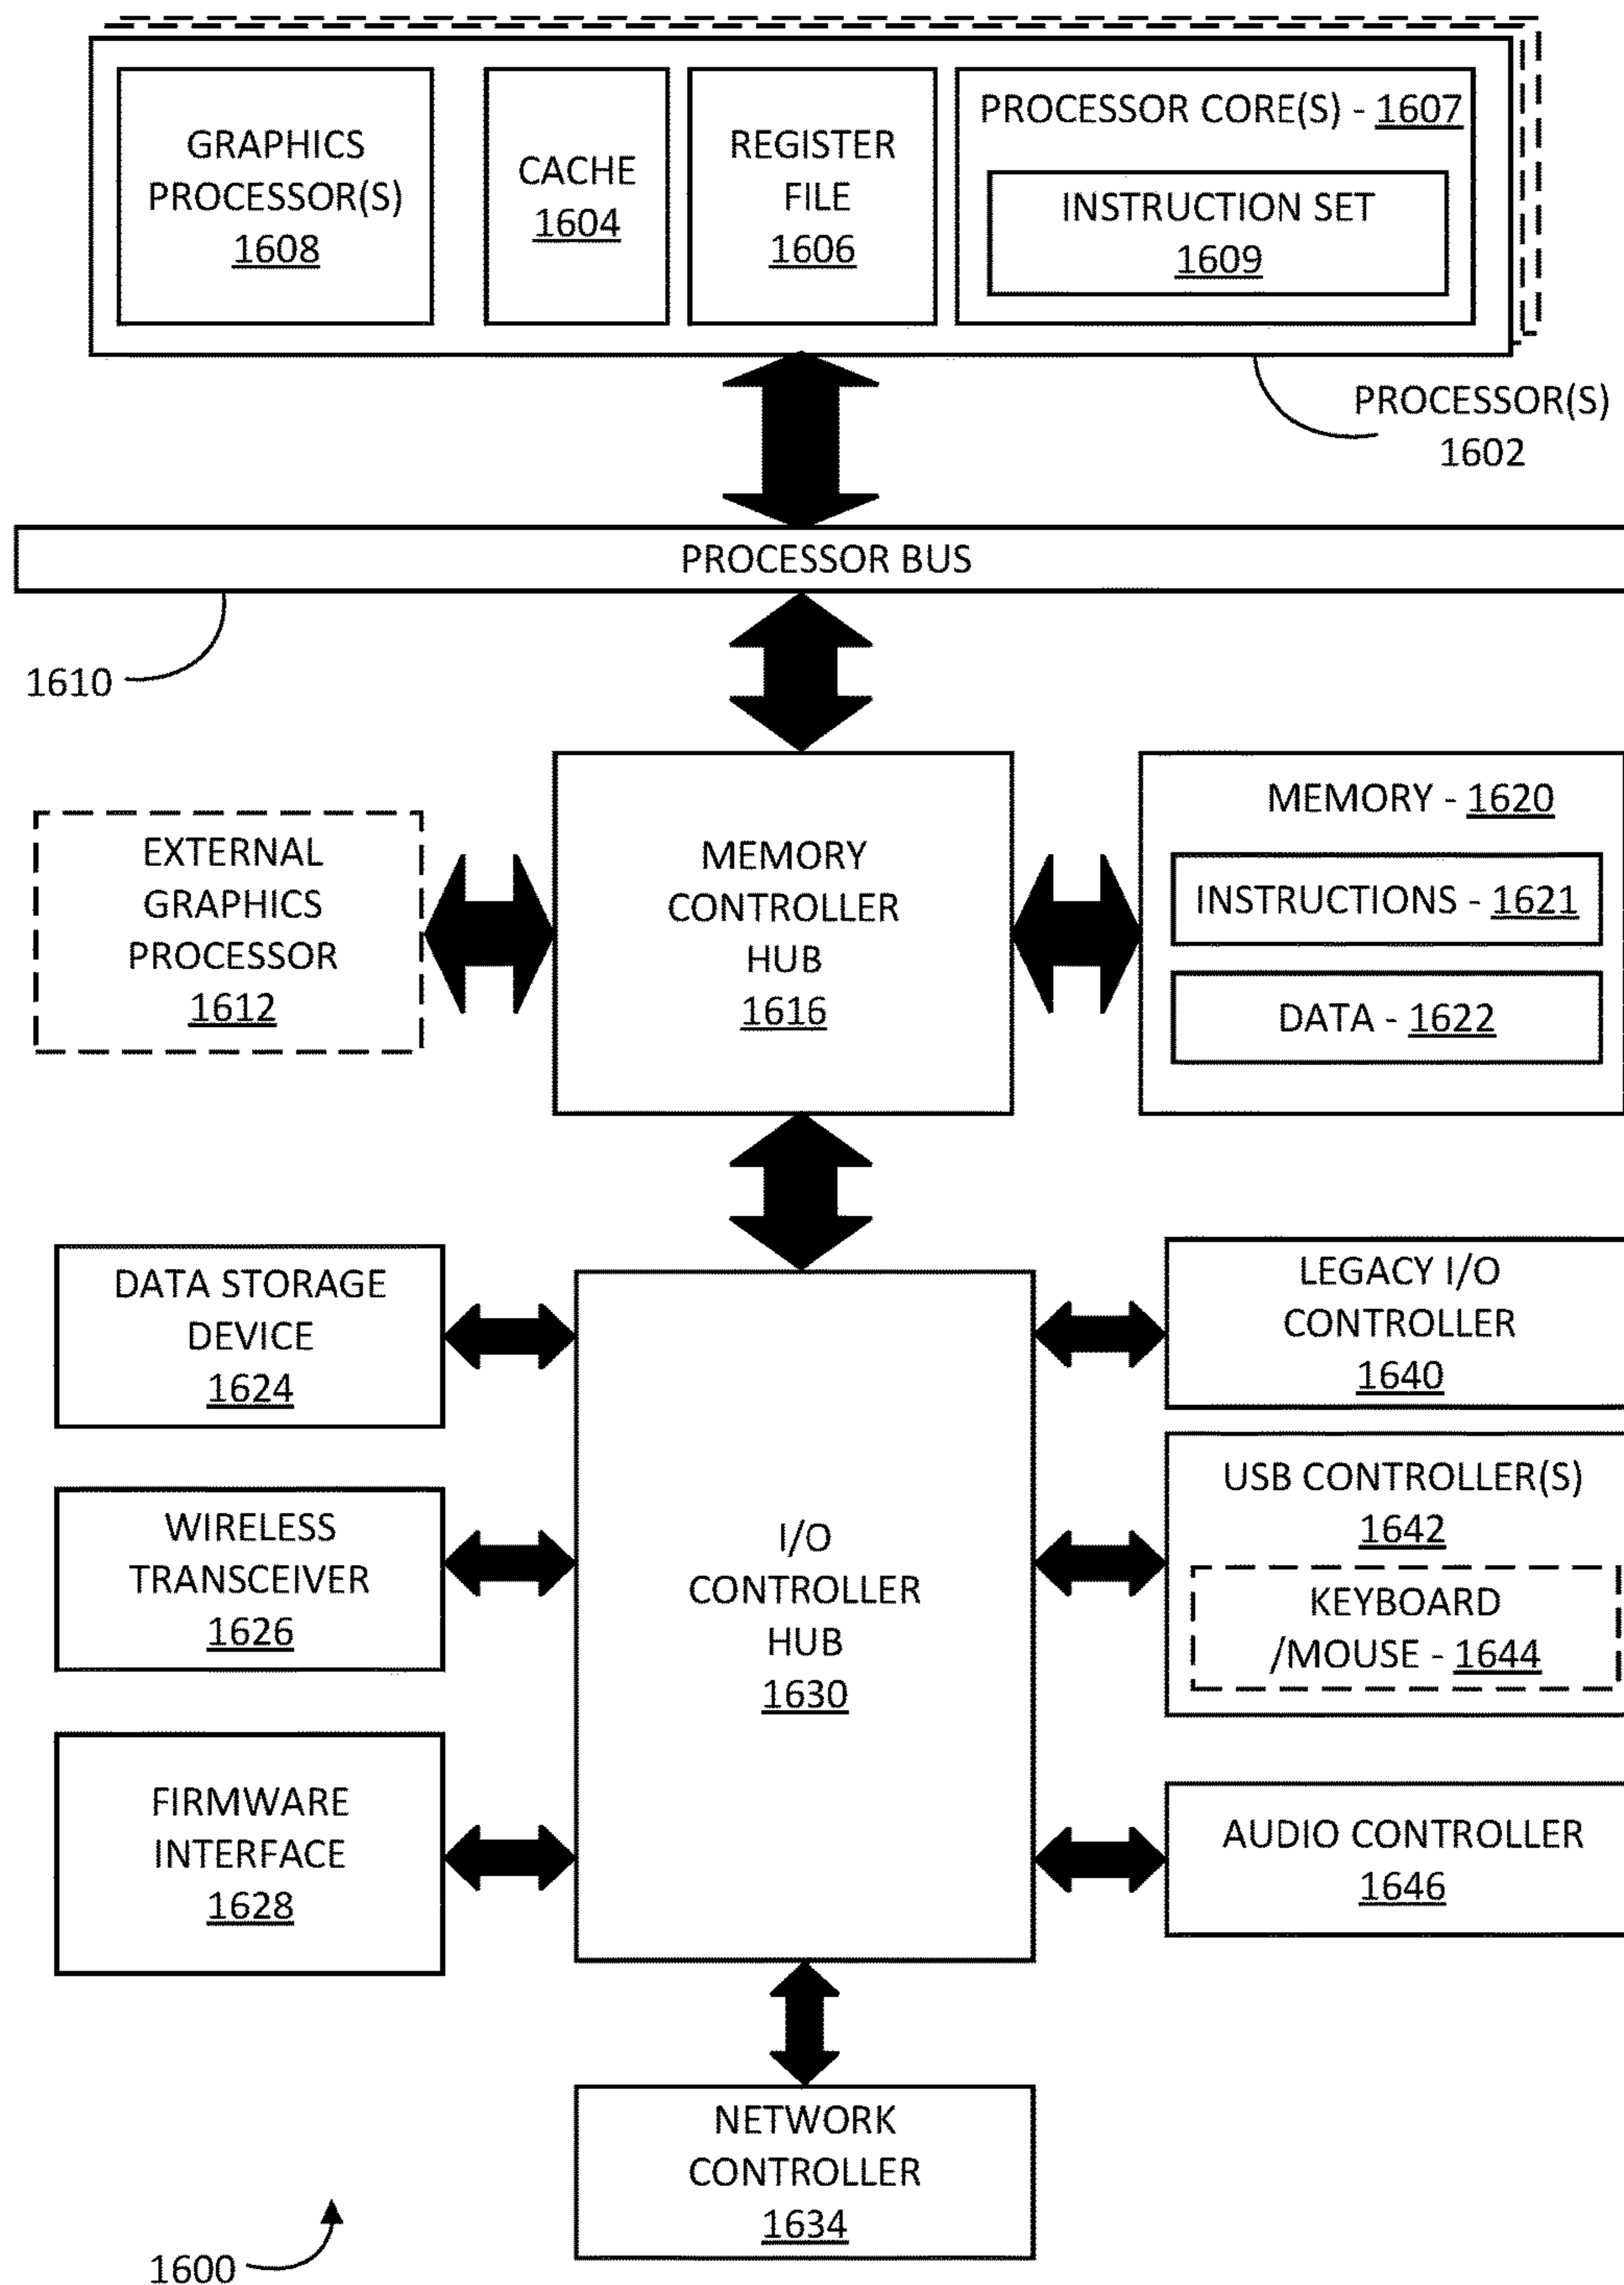 GRAPHICS
PROCESSOR(S)
1608
CACHE
1604
REGISTER
FILE
1606
PROCESSOR CORE(S) - 1607
INSTRUCTION SET
1609
PROCESSOR(S)
1602
PROCESSOR BUS
1610
EXTERNAL
GRAPHICS
PROCESSOR
1612
MEMORY
CONTROLLER
HUB
1616
MEMORY - 1620
INSTRUCTIONS - 1621
DATA - 1622
DATA STORAGE
DEVICE
1624
WIRELESS
TRANSCEIVER
1626
FIRMWARE
INTERFACE
1628
I/O
CONTROLLER
HUB
1630
LEGACY I/O
CONTROLLER
1640
USB CONTROLLER(S)
1642
KEYBOARD
/MOUSE - 1644
AUDIO CONTROLLER
1646
NETWORK
CONTROLLER
1634
1600